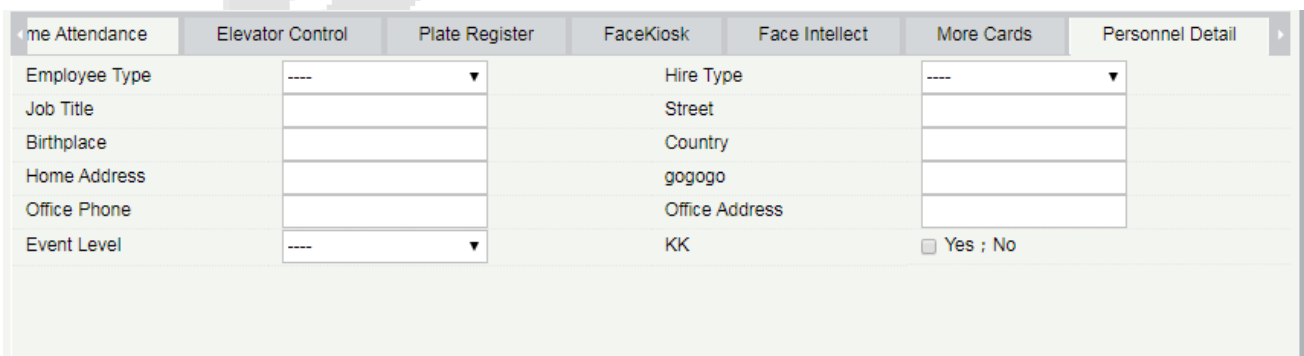 me Attendance Elevator Control Plate Register FaceKiosk Face Intellect More Cards Personnel Detail
Employee Type ---- Hire Type ----
Job Title Street
Birthplace Country
Home Address gogogo
Office Phone Office Address
Event Level ---- KK Yes ; No